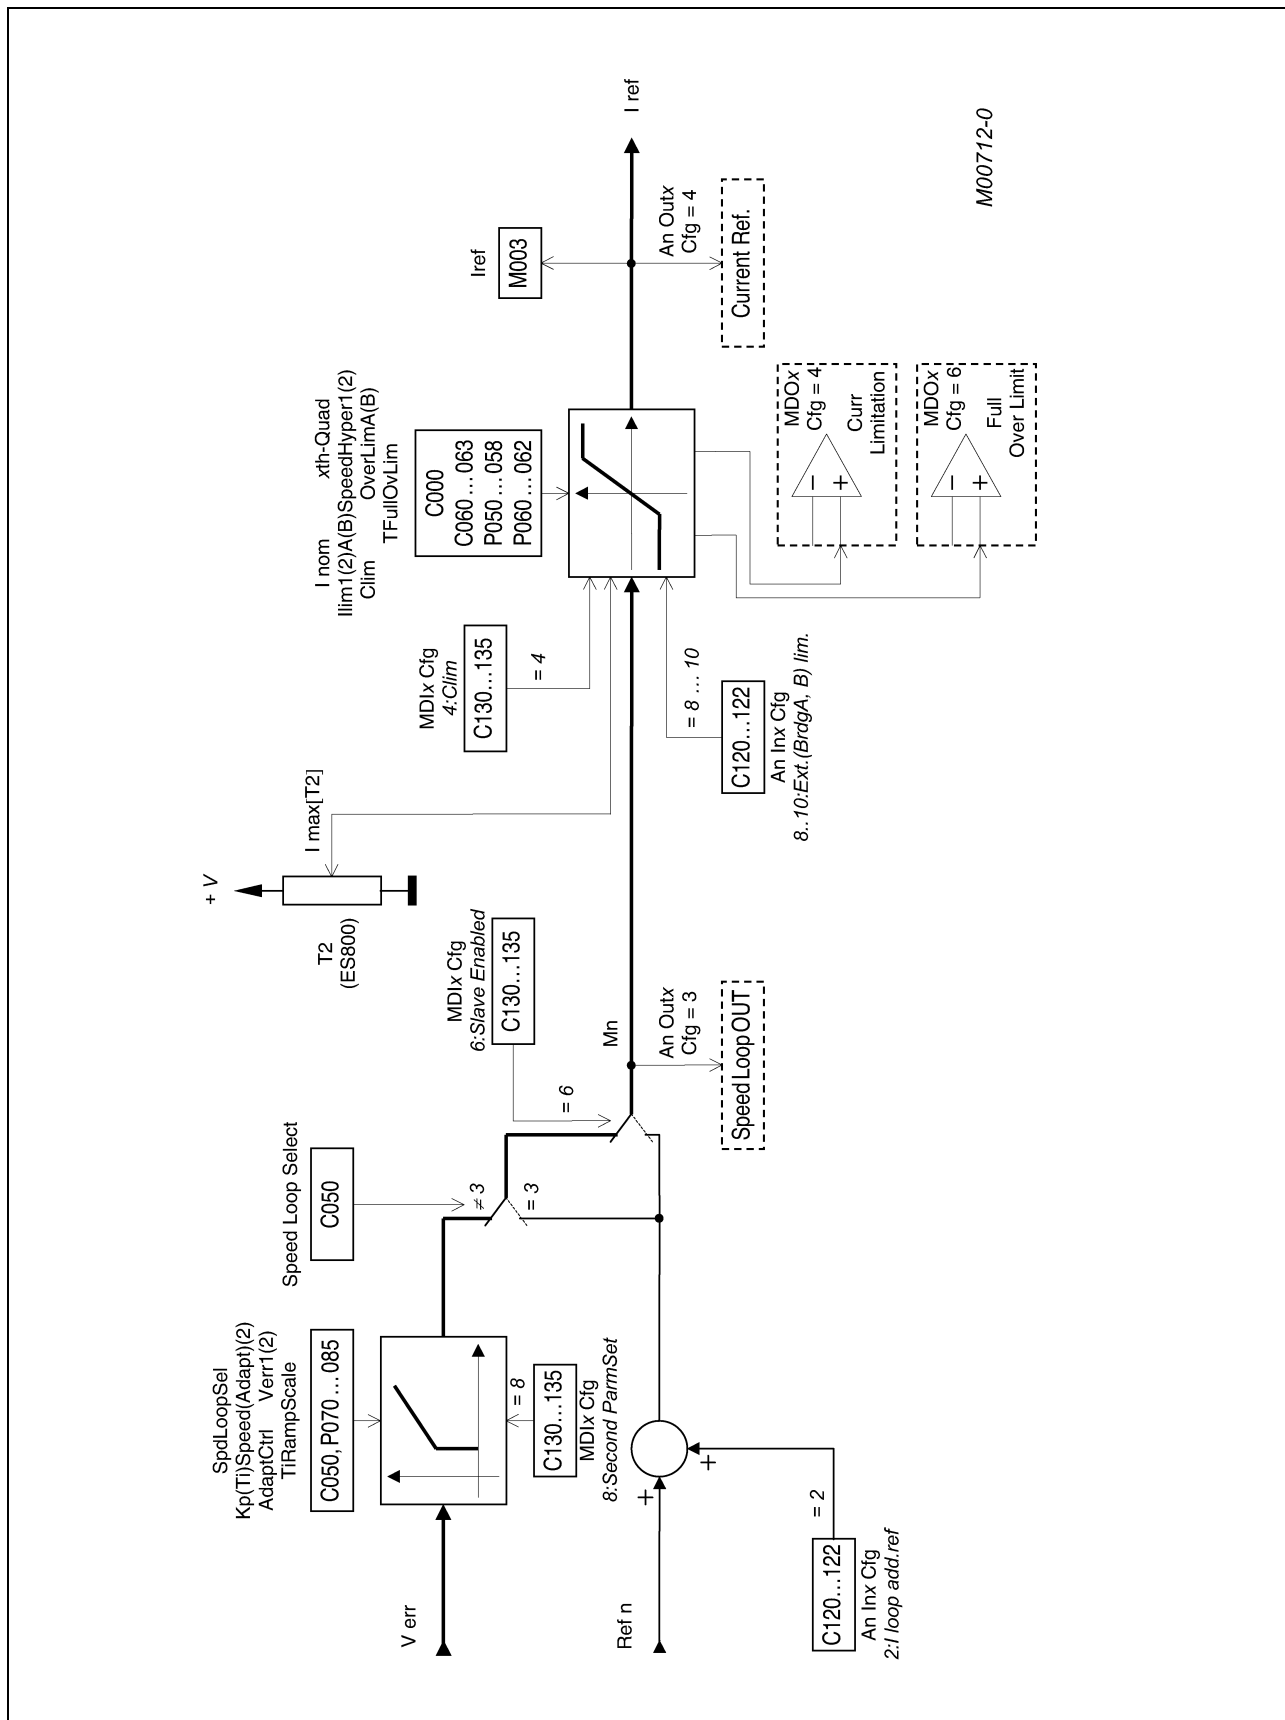 V err
SpdLoopSel
Kp(Ti)Speed(Adapt)(2)
AdaptCtrl Verr1(2)
TiRampScale
C050, P070 ... 085
= 8
C130...135
MDIx Cfg
8:Second ParmSet
Ref n
+
+
= 2
C120...122
An Inx Cfg
2:I loop add.ref
Speed Loop Select
C050
≠ 3
= 3
MDIx Cfg
6:Slave Enabled
C130...135
= 6
Mn
An Outx
Cfg = 3
Speed Loop OUT
+ V
T2
(ES800)
I max[T2]
MDIx Cfg
4:Clim
C130...135
= 4
= 8 ... 10
C120...122
An Inx Cfg
8..10:Ext.(BrdgA, B) lim.
I nom xth-Quad
Ilim1(2)A(B)SpeedHyper1(2)
Clim OverLimA(B)
TFullOvLim
C000
C060 ... 063
P050 ... 058
P060 ... 062
MDOx
Cfg = 4
−
+
Curr
Limitation
MDOx
Cfg = 6
−
+
Full
Over Limit
Iref
M003
An Outx
Cfg = 4
Current Ref.
I ref
M00712-0